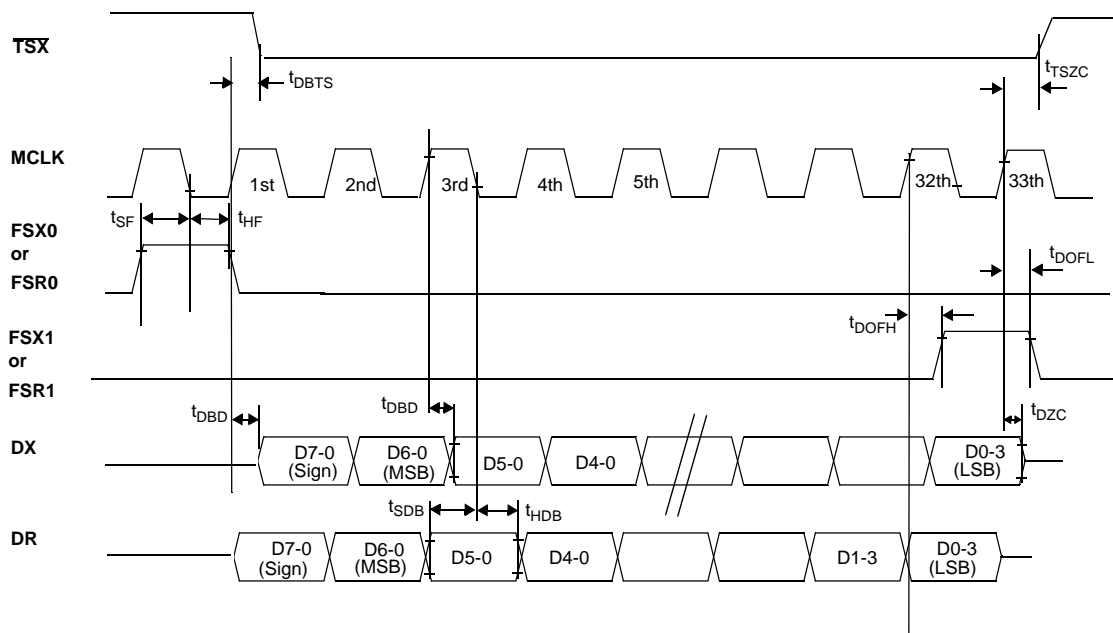 TSX
tDBTS
tTSZC
MCLK
1st
2nd
3rd
4th
5th
32th
33th
tSF
tHF
FSX0
or
FSR0
tDOFL
tDOFH
FSX1
or
FSR1
tDBD
tDBD
tDZC
DX
D7-0
(Sign)
D6-0
(MSB)
D5-0
D4-0
D0-3
(LSB)
tSDB
tHDB
DR
D7-0
(Sign)
D6-0
(MSB)
D5-0
D4-0
D1-3
D0-3
(LSB)